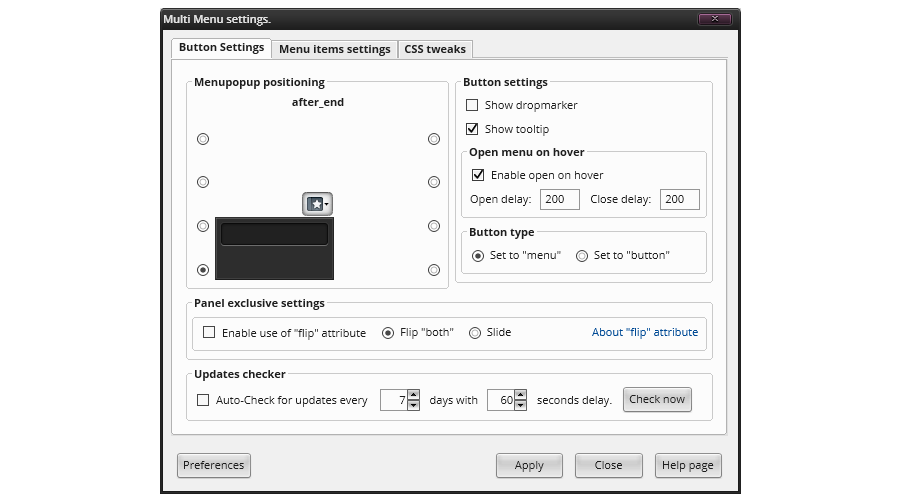 Multi Menu settings.
Button Settings Menu items settings CSS tweaks
Menupopup positioning
after_end
Button settings
Show dropmarker
Show tooltip
Open menu on hover
Enable open on hover
Open delay: 200 Close delay: 200
Button type
Set to "menu" Set to "button"
Panel exclusive settings
Enable use of "flip" attribute Flip "both" Slide About "flip" attribute
Updates checker
Auto-Check for updates every 7 days with 60 seconds delay. Check now
Preferences Apply Close Help page